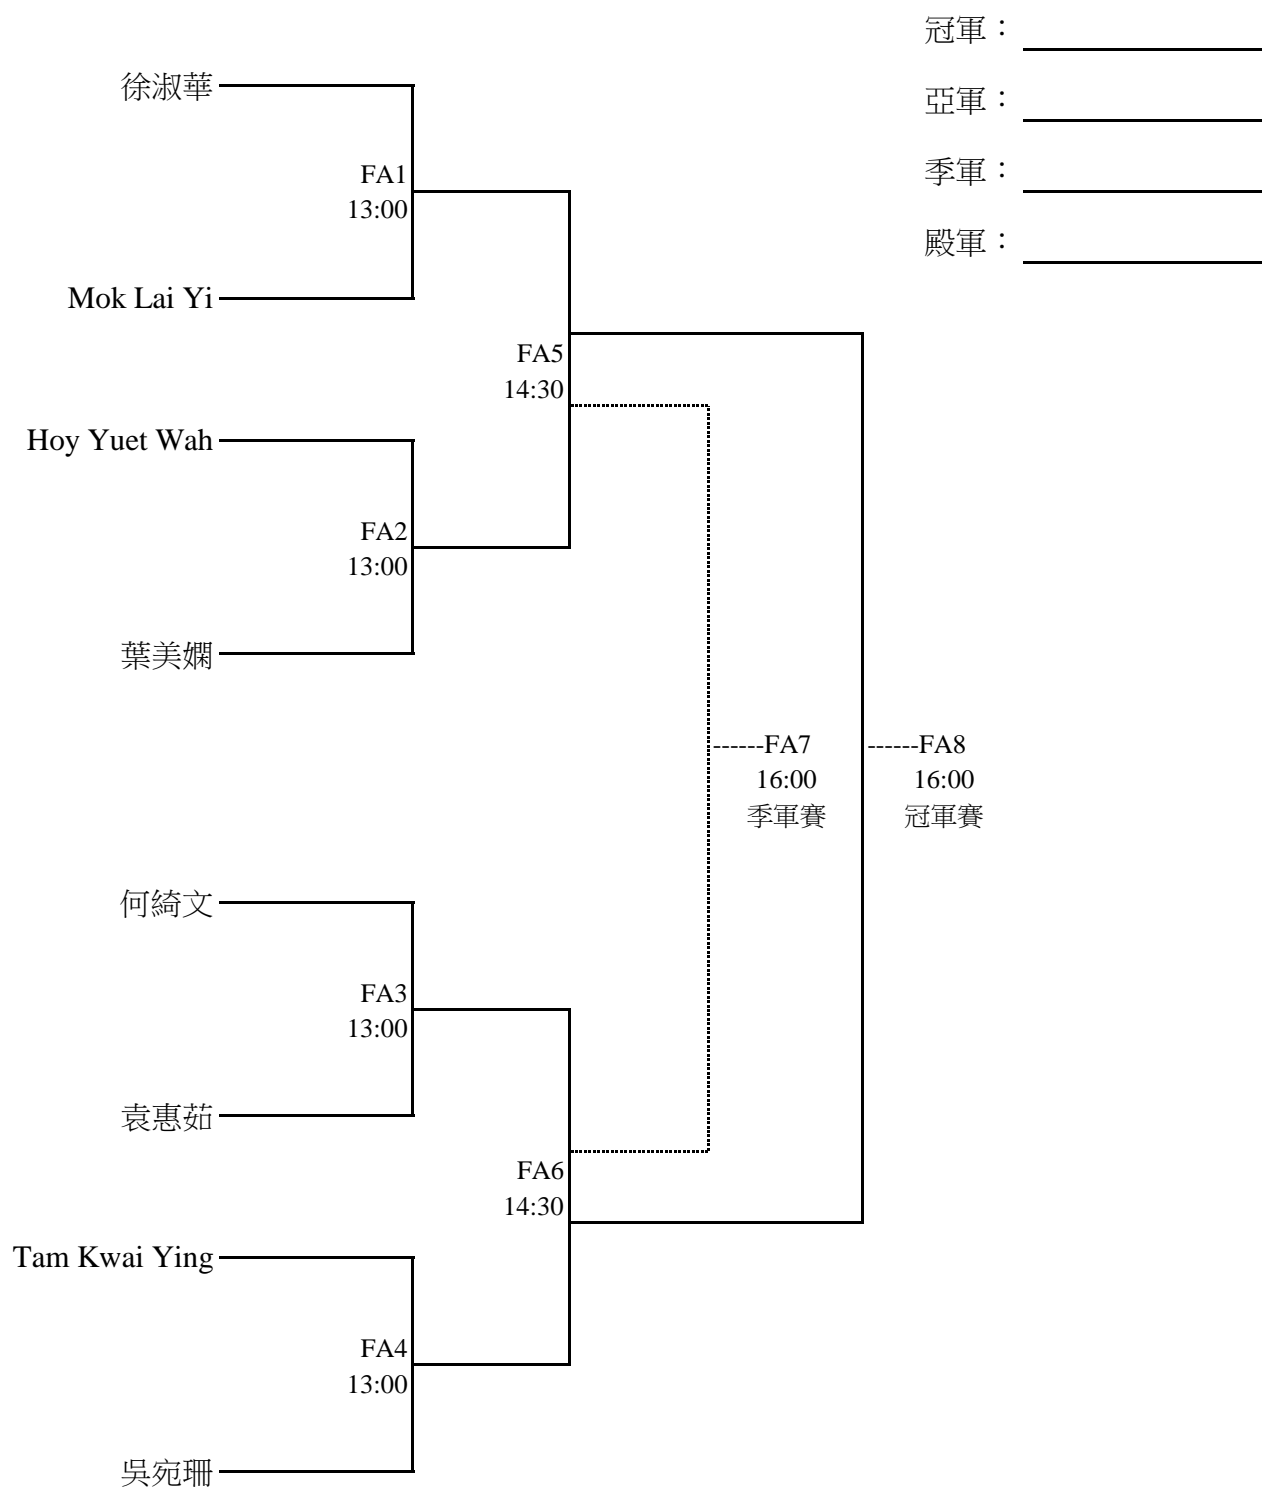 冠軍：
徐淑華
亞軍：
FA1
季軍：
13:00
殿軍：
Mok Lai Yi
FA5
14:30
Hoy Yuet Wah
FA2
13:00
葉美嫻
------FA7
------FA8
16:00
16:00
季軍賽
冠軍賽
何綺文
FA3
13:00
袁惠茹
FA6
14:30
Tam Kwai Ying
FA4
13:00
吳宛珊